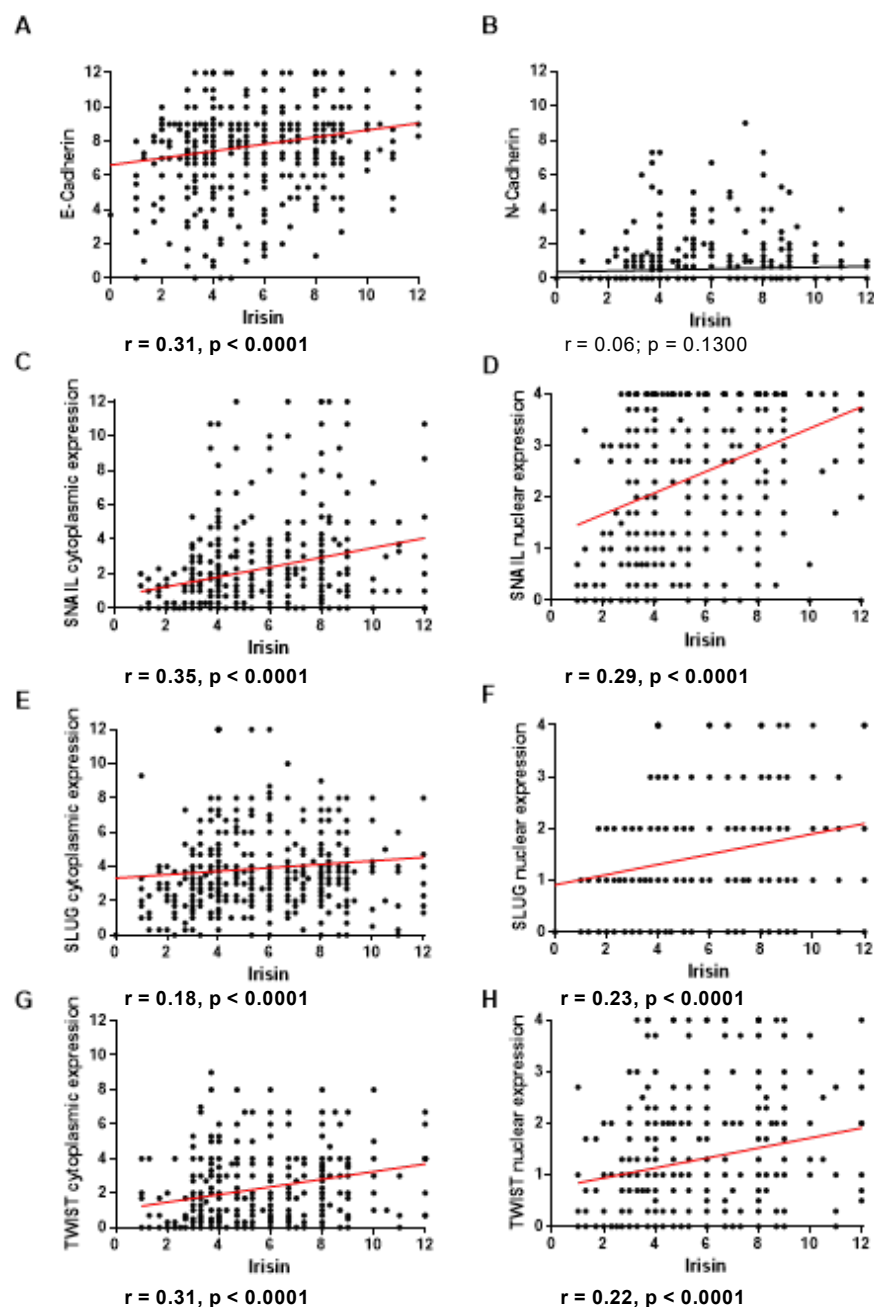 A
E-Cadherin
12
10
8
6
4
2
0
0 2 4 6 8 10 12
Irisin
r = 0.31, p < 0.0001
B
N-Cadherin
12
10
8
6
4
2
0
0 2 4 6 8 10 12
Irisin
r = 0.06; p = 0.1300
C
SNAIL cytoplasmic expression
12
10
8
6
4
2
0
0 2 4 6 8 10 12
Irisin
r = 0.35, p < 0.0001
D
SNAIL nuclear expression
4
3
2
1
0
0 2 4 6 8 10 12
Irisin
r = 0.29, p < 0.0001
E
SLUG cytoplasmic expression
12
10
8
6
4
2
0
0 2 4 6 8 10 12
Irisin
r = 0.18, p < 0.0001
F
SLUG nuclear expression
4
3
2
1
0
0 2 4 6 8 10 12
Irisin
r = 0.23, p < 0.0001
G
TWIST cytoplasmic expression
12
10
8
6
4
2
0
0 2 4 6 8 10 12
Irisin
r = 0.31, p < 0.0001
H
TWIST nuclear expression
4
3
2
1
0
0 2 4 6 8 10 12
Irisin
r = 0.22, p < 0.0001